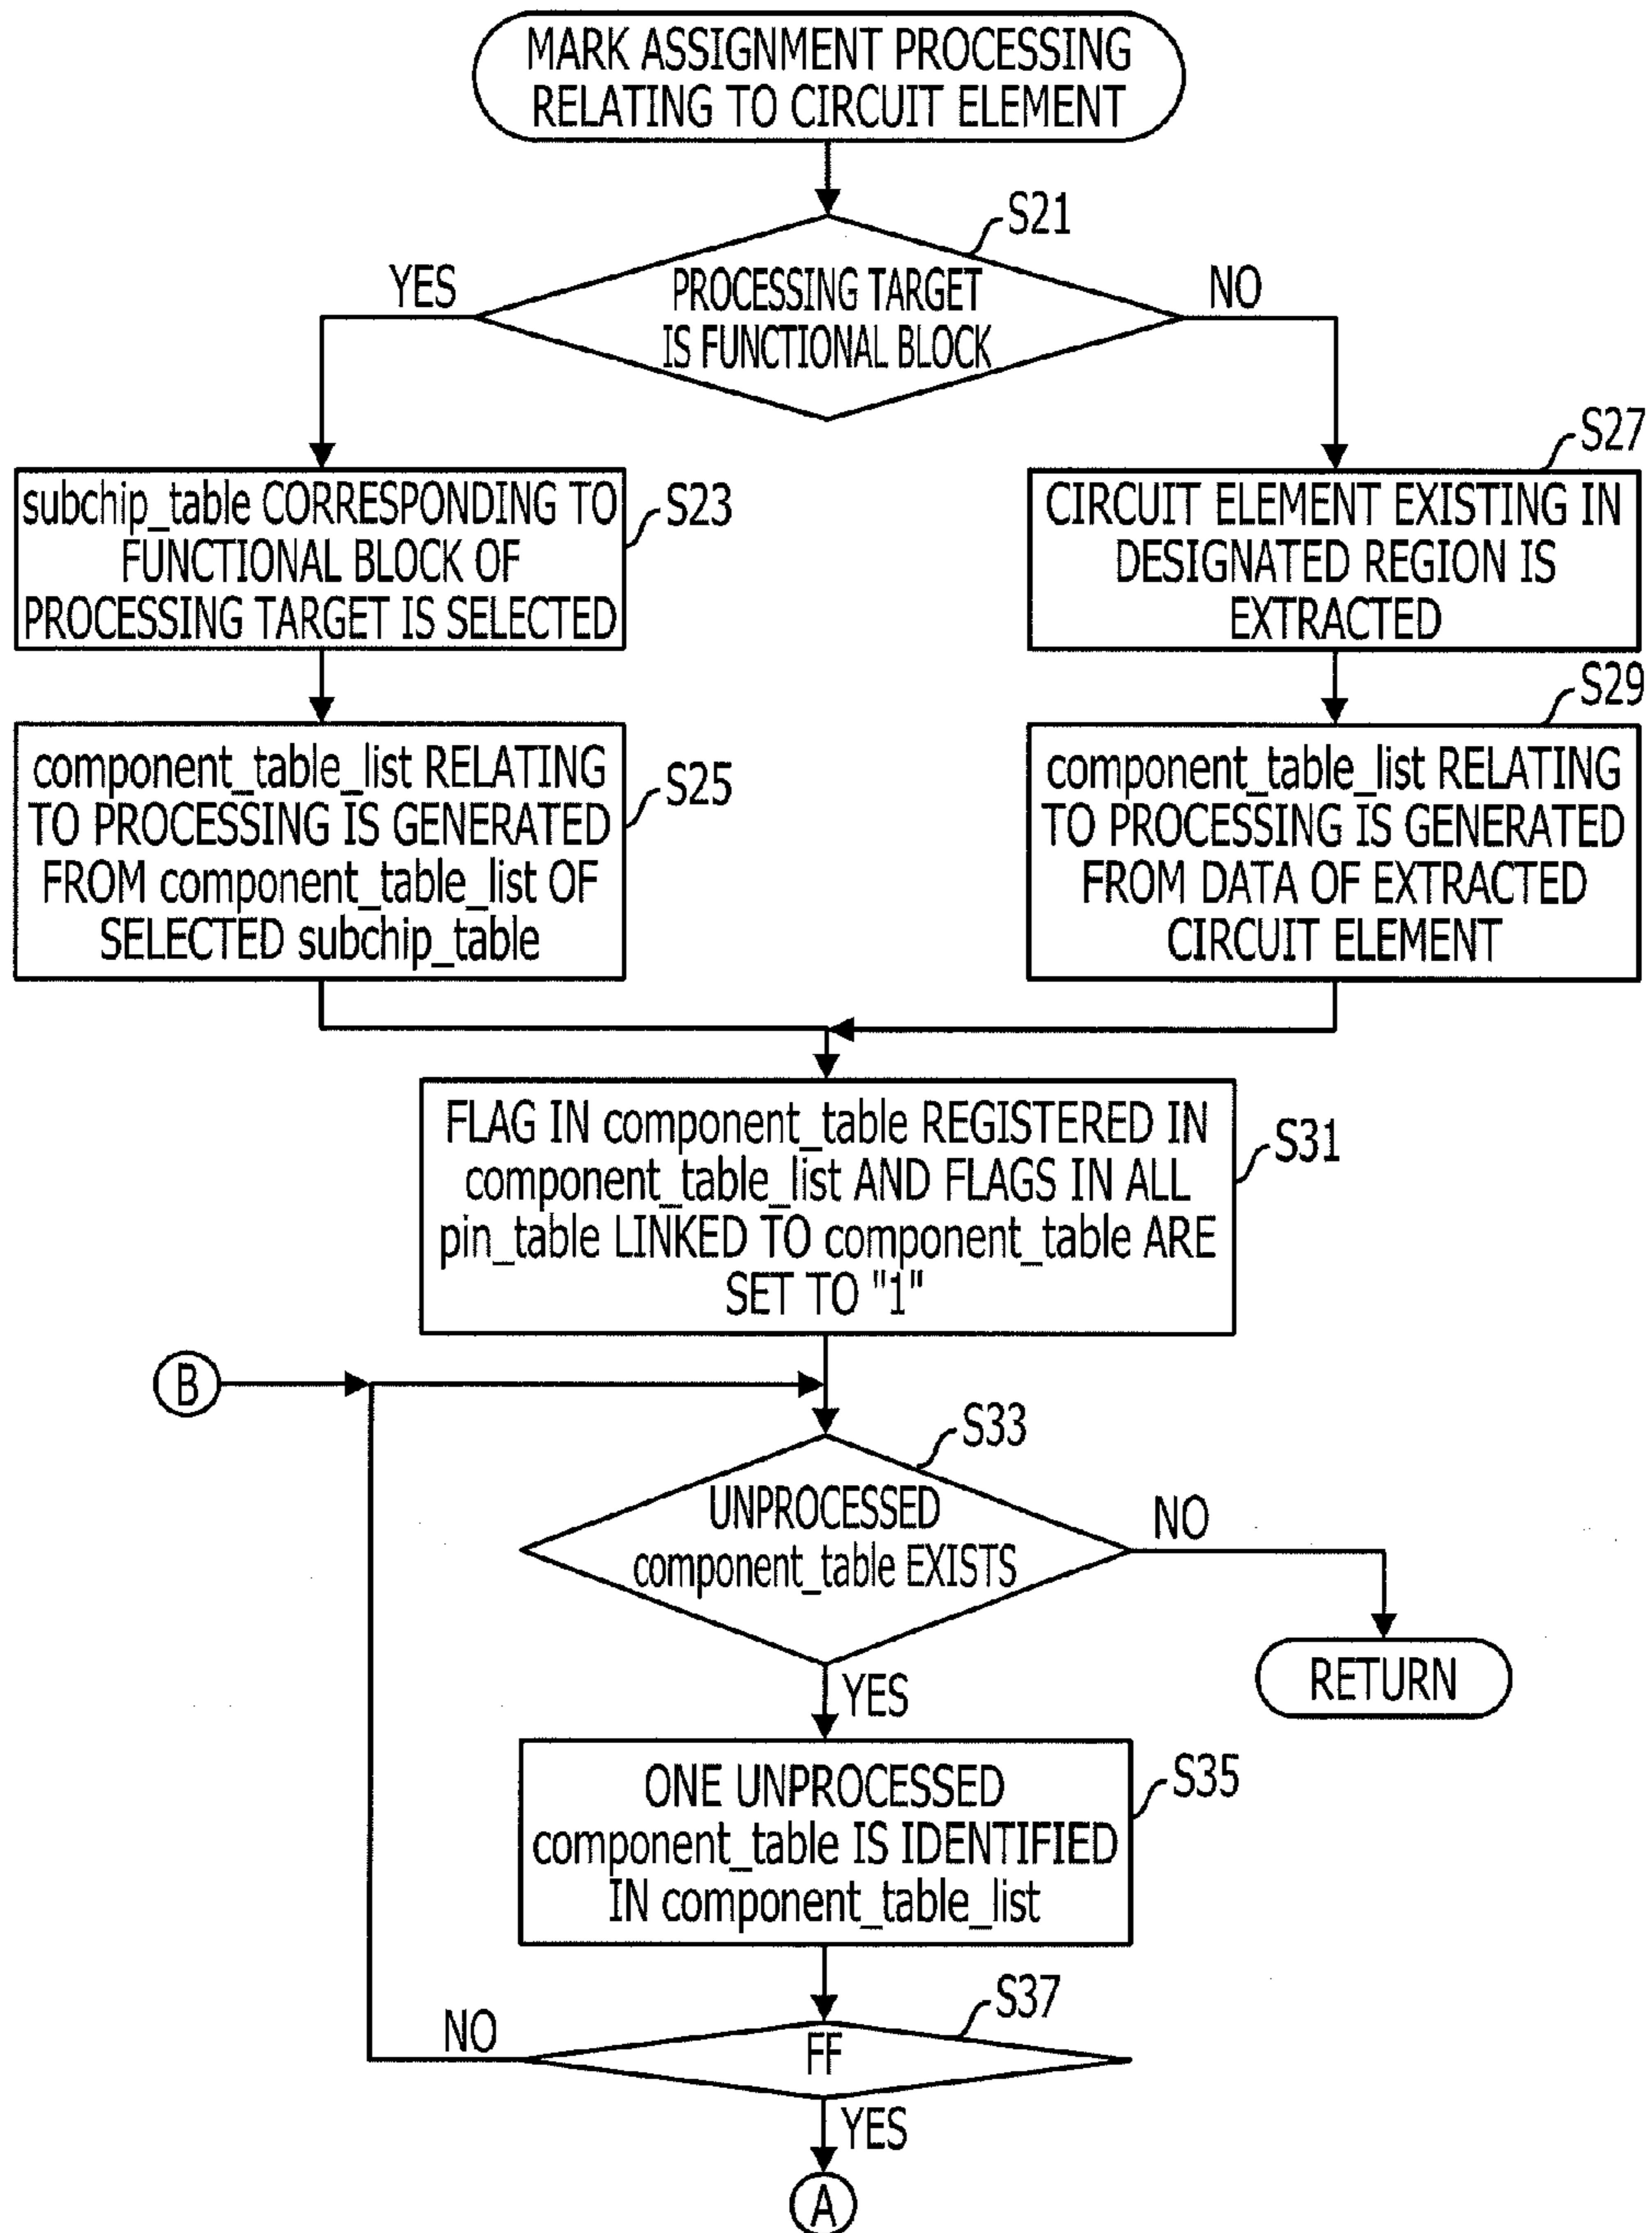 MARK ASSIGNMENT PROCESSING
RELATING TO CIRCUIT ELEMENT
S21
YES
PROCESSING TARGET
IS FUNCTIONAL BLOCK
NO
subchip_table CORRESPONDING TO
FUNCTIONAL BLOCK OF
PROCESSING TARGET IS SELECTED
S23
S27
CIRCUIT ELEMENT EXISTING IN
DESIGNATED REGION IS
EXTRACTED
component_table_list RELATING
TO PROCESSING IS GENERATED
FROM component_table_list OF
SELECTED subchip_table
S25
S29
component_table_list RELATING
TO PROCESSING IS GENERATED
FROM DATA OF EXTRACTED
CIRCUIT ELEMENT
FLAG IN component_table REGISTERED IN
component_table_list AND FLAGS IN ALL
pin_table LINKED TO component_table ARE
SET TO "1"
S31
B
S33
UNPROCESSED
component_table EXISTS
NO
RETURN
YES
ONE UNPROCESSED
component_table IS IDENTIFIED
IN component_table_list
S35
S37
NO
FF
YES
A